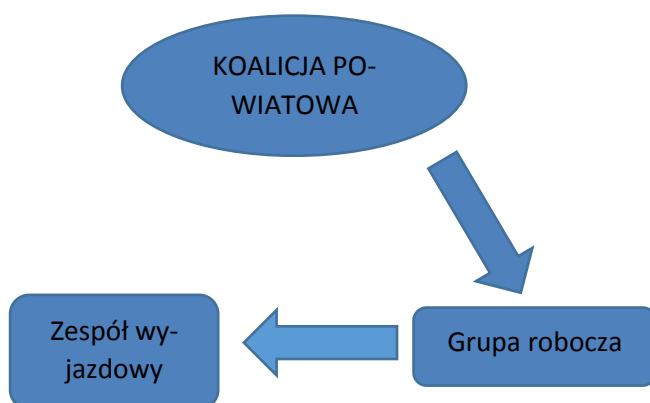 KOALICJA PO-
WIATOWA
Zespół wy-
jazdowy
Grupa robocza